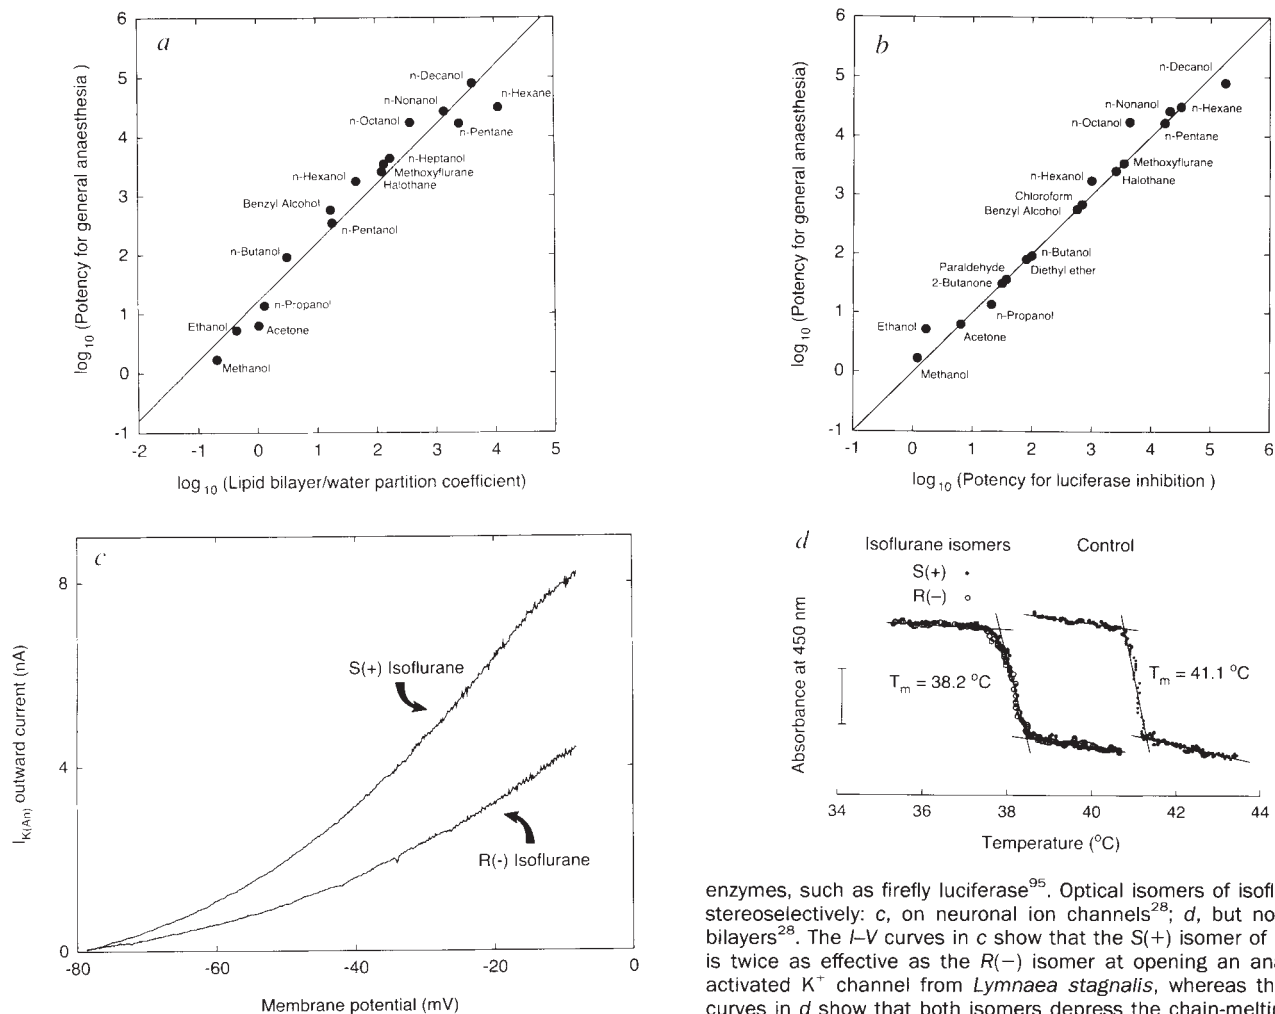 a
6
5
4
3
2
1
0
-1
log10 (Potency for general anaesthesia )
n-Decanol
n-Hexane
n-Nonanol
n-Octanol
n-Pentane
n-Heptanol
Methoxyflurane
Halothane
n-Hexanol
Benzyl Alcohol
n-Pentanol
n-Butanol
n-Propanol
Ethanol
Acetone
Methanol
-2 -1 0 1 2 3 4 5
log10 (Lipid bilayer/water partition coefficient)
b
6
5
4
3
2
1
0
-1
log10 (Potency for general anaesthesia)
n-Decanol
n-Nonanol
n-Hexane
n-Octanol
n-Pentane
Methoxyflurane
n-Hexanol
Halothane
Chloroform
Benzyl Alcohol
n-Butanol
Paraldehyde
Diethyl ether
2-Butanone
n-Propanol
Ethanol
Acetone
Methanol
-1 0 1 2 3 4 5 6
log10 (Potency for luciferase inhibition )
c
8
4
0
IK(An) outward current (nA)
S(+) Isoflurane
R(-) Isoflurane
-80 -60 -40 -20 0
Membrane potential (mV)
d
Isoflurane isomers Control
S(+)
R(−)
Absorbance at 450 nm
Tm = 38.2 °C
Tm = 41.1 °C
34 36 38 40 42 44
Temperature (°C)
enzymes, such as firefly luciferase95. Optical isomers of isofl
stereoselectively: c, on neuronal ion channels28; d, but no
bilayers28. The I–V curves in c show that the S(+) isomer of
is twice as effective as the R(−) isomer at opening an ana
activated K+ channel from Lymnaea stagnalis, whereas th
curves in d show that both isomers depress the chain-meltin